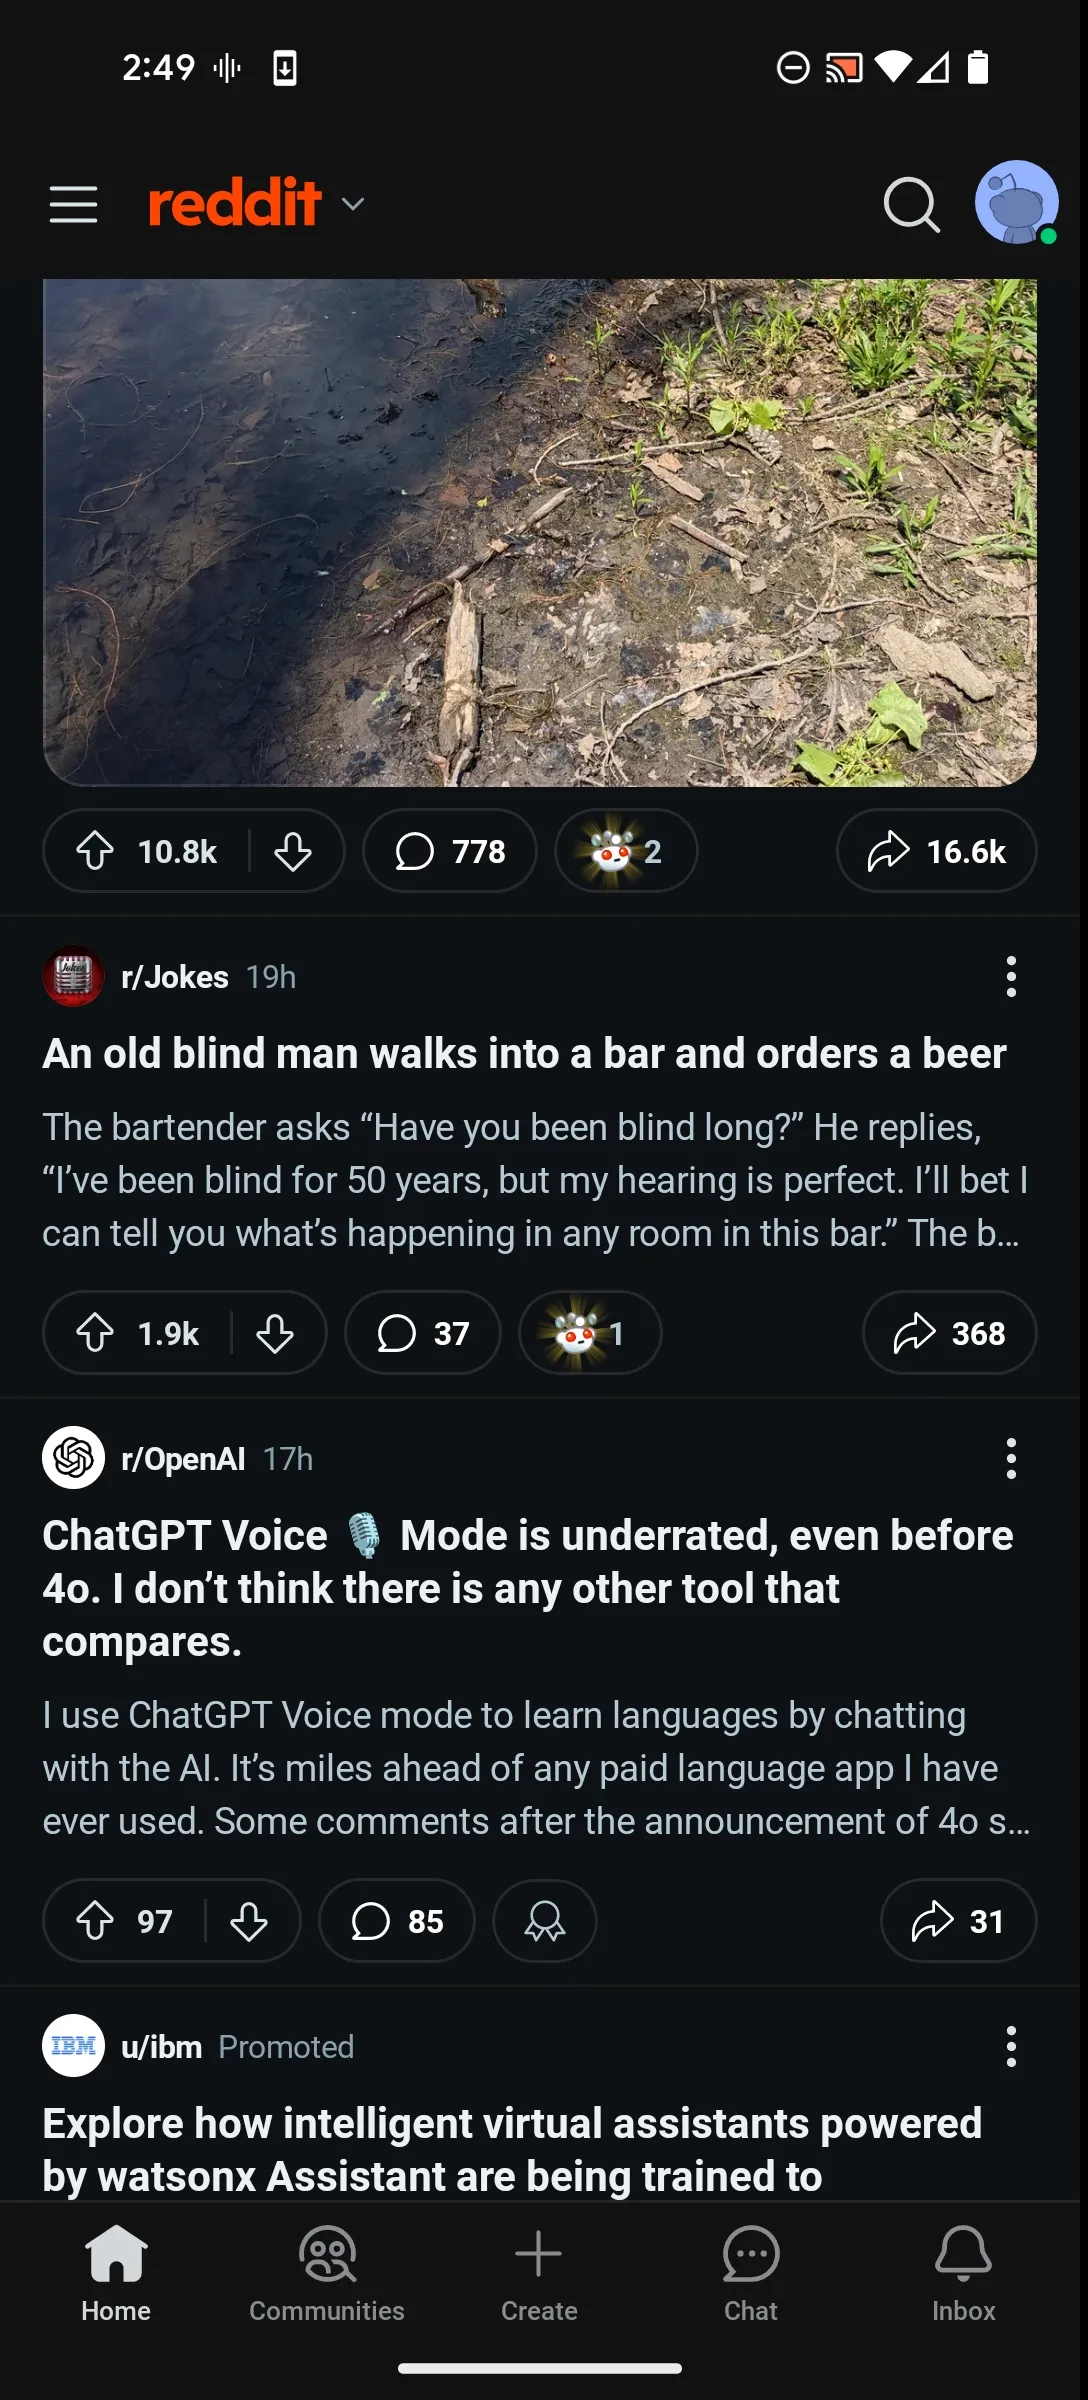 2:49
reddit
10.8k
778
2
16.6k
r/Jokes 19h
An old blind man walks into a bar and orders a beer
The bartender asks “Have you been blind long?” He replies,
“I’ve been blind for 50 years, but my hearing is perfect. I’ll bet I
can tell you what’s happening in any room in this bar.” The b…
1.9k
37
1
368
r/OpenAI 17h
ChatGPT Voice 🎙️ Mode is underrated, even before
4o. I don’t think there is any other tool that
compares.
I use ChatGPT Voice mode to learn languages by chatting
with the AI. It’s miles ahead of any paid language app I have
ever used. Some comments after the announcement of 4o s…
97
85
31
IBM
u/ibm Promoted
Explore how intelligent virtual assistants powered
by watsonx Assistant are being trained to
Home
Communities
Create
Chat
Inbox